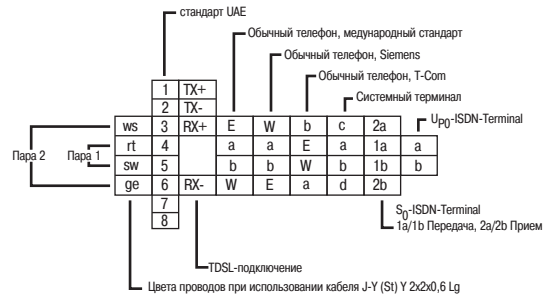 стандарт UAE
Обычный телефон, медународный стандарт
Обычный телефон, Siemens
Обычный телефон, T-Com
Системный терминал
U_P0-ISDN-Terminal
1 TX+
2 TX-
ws 3 RX+ E W b c 2a
rt 4 a a E a 1a a
sw 5 b b W b 1b b
ge 6 RX- W E a d 2b
7
8
Пара 2 Пара 1
S_0-ISDN-Terminal
1a/1b Передача, 2a/2b Прием
TDSL-подключение
Цвета проводов при использовании кабеля J-Y (St) Y 2x2x0,6 Lg